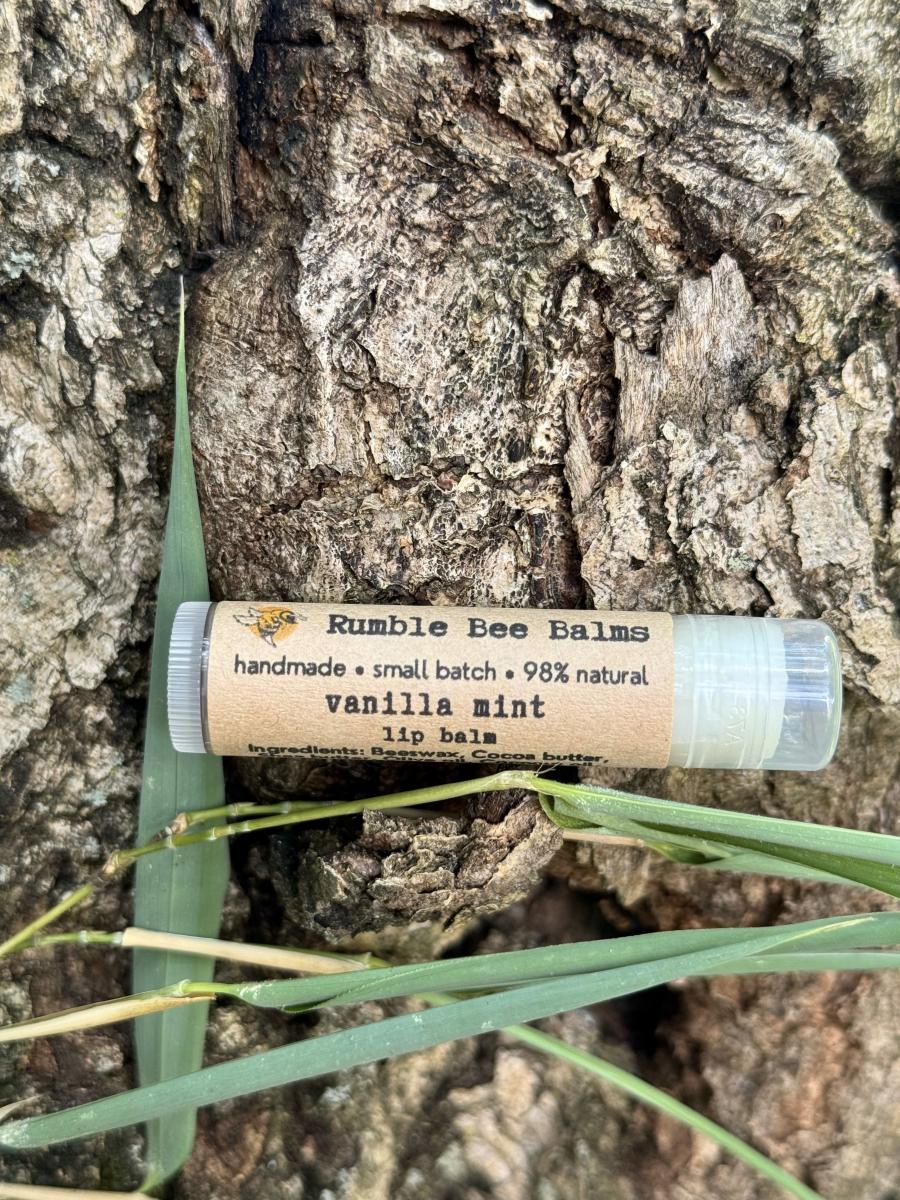 Rumble Bee Balms
handmade • small batch • 98% natural
vanilla mint
lip balm
Ingredients: Beeswax, Cocoa butter,